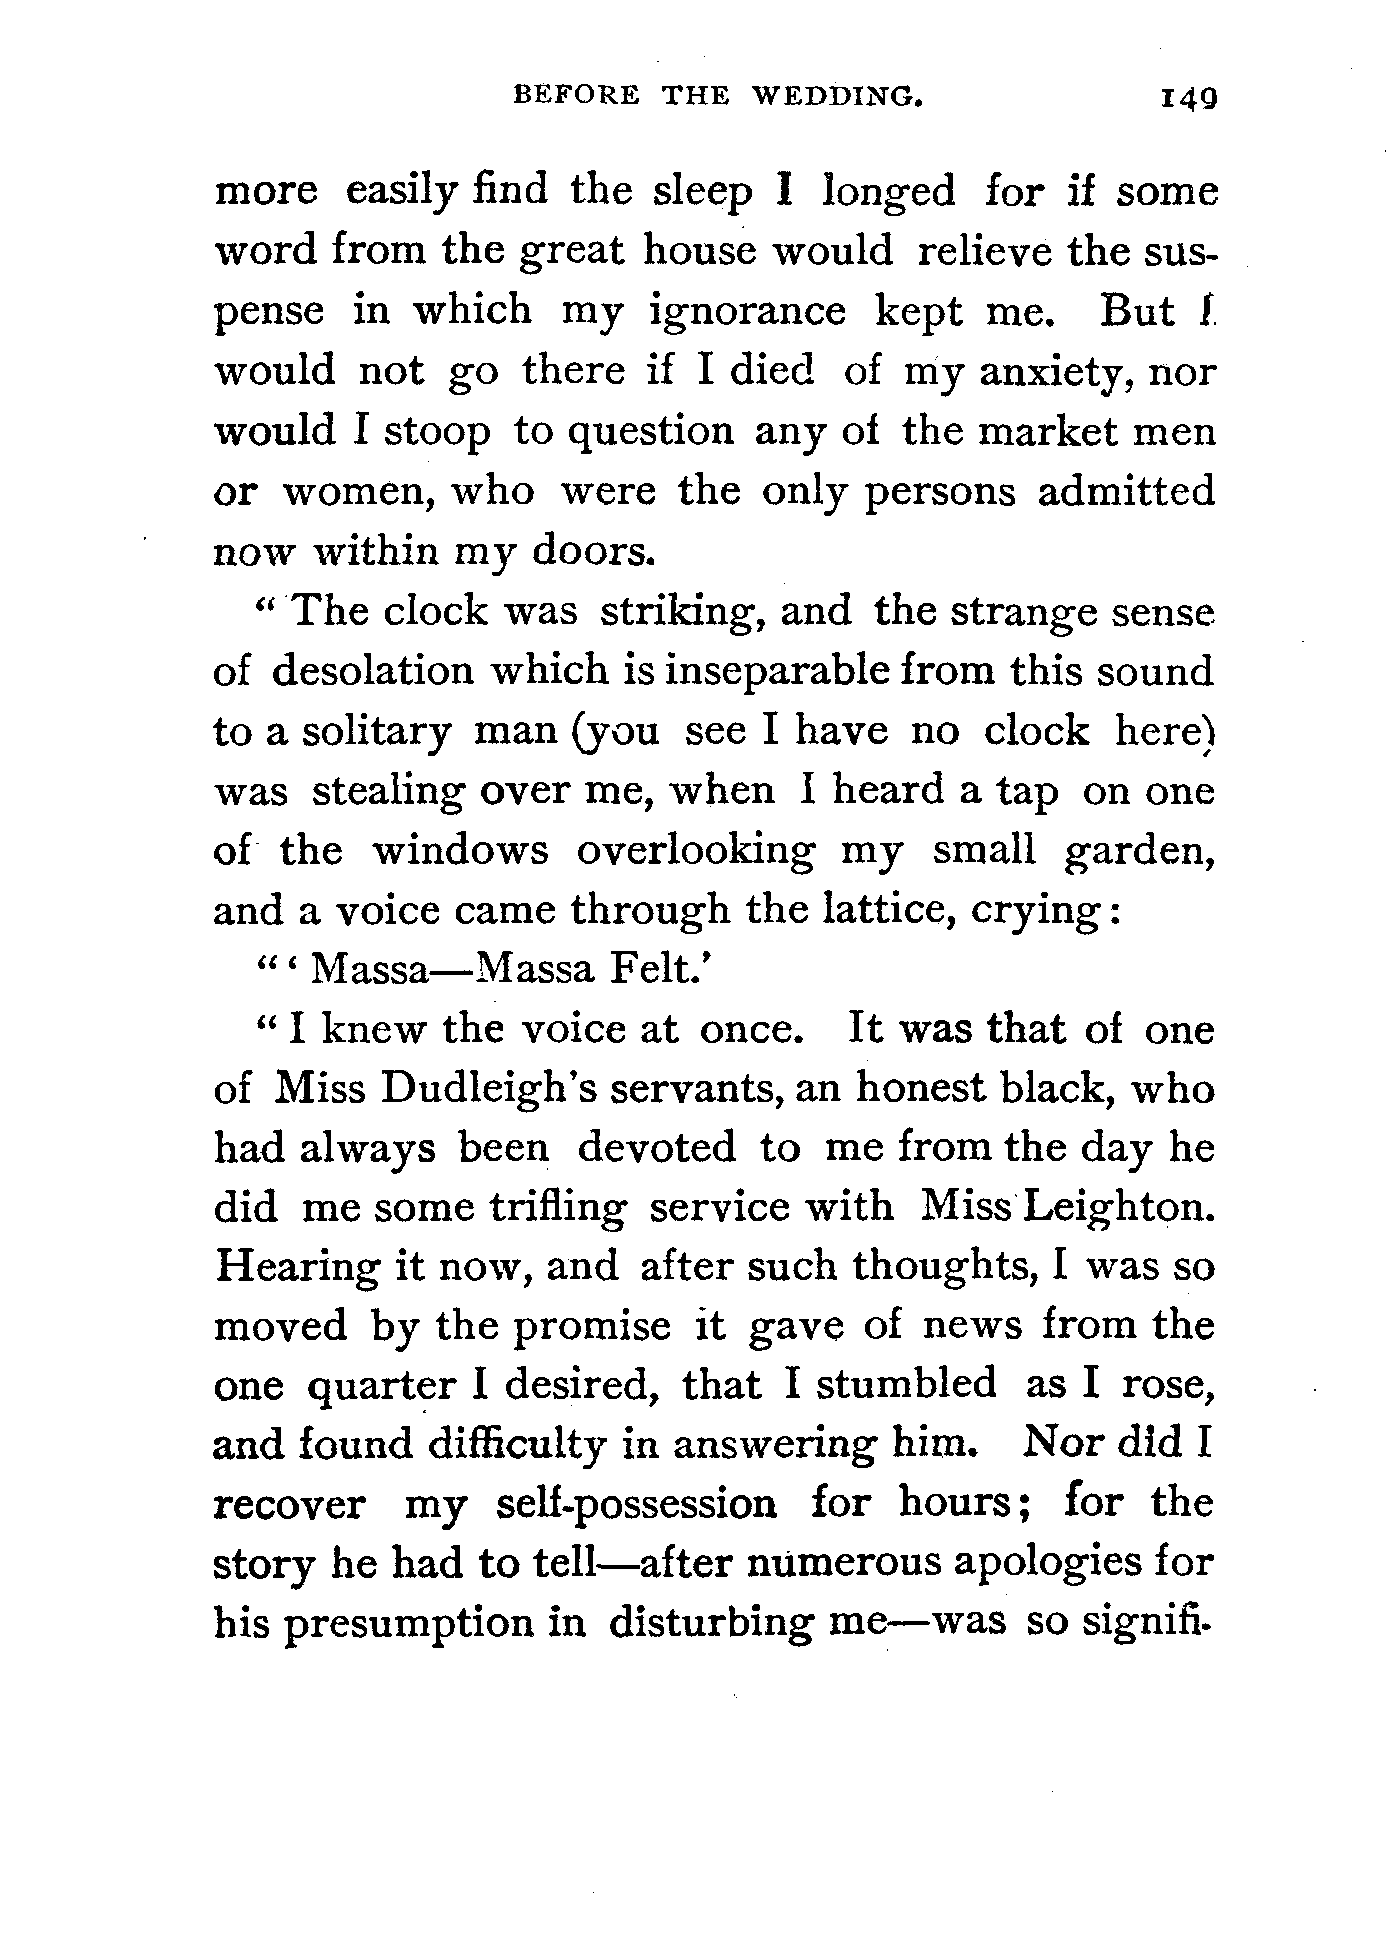 BEFORE THE WEDDING. 149
more easily find the sleep I longed for if some
word from the great house would relieve the sus-
pense in which my ignorance kept me. But I
would not go there if I died of my anxiety, nor
would I stoop to question any of the market men
or women, who were the only persons admitted
now within my doors.
" The clock was striking, and the strange sense
of desolation which is inseparable from this sound
to a solitary man (you see I have no clock here)
was stealing over me, when I heard a tap on one
of the windows overlooking my small garden,
and a voice came through the lattice, crying :
" ' Massa—Massa Felt.'
" I knew the voice at once. It was that of one
of Miss Dudleigh's servants, an honest black, who
had always been devoted to me from the day he
did me some trifling service with Miss Leighton.
Hearing it now, and after such thoughts, I was so
moved by the promise it gave of news from the
one quarter I desired, that I stumbled as I rose,
and found difficulty in answering him. Nor did I
recover my self-possession for hours ; for the
story he had to tell—after numerous apologies for
his presumption in disturbing me—was so signifi-